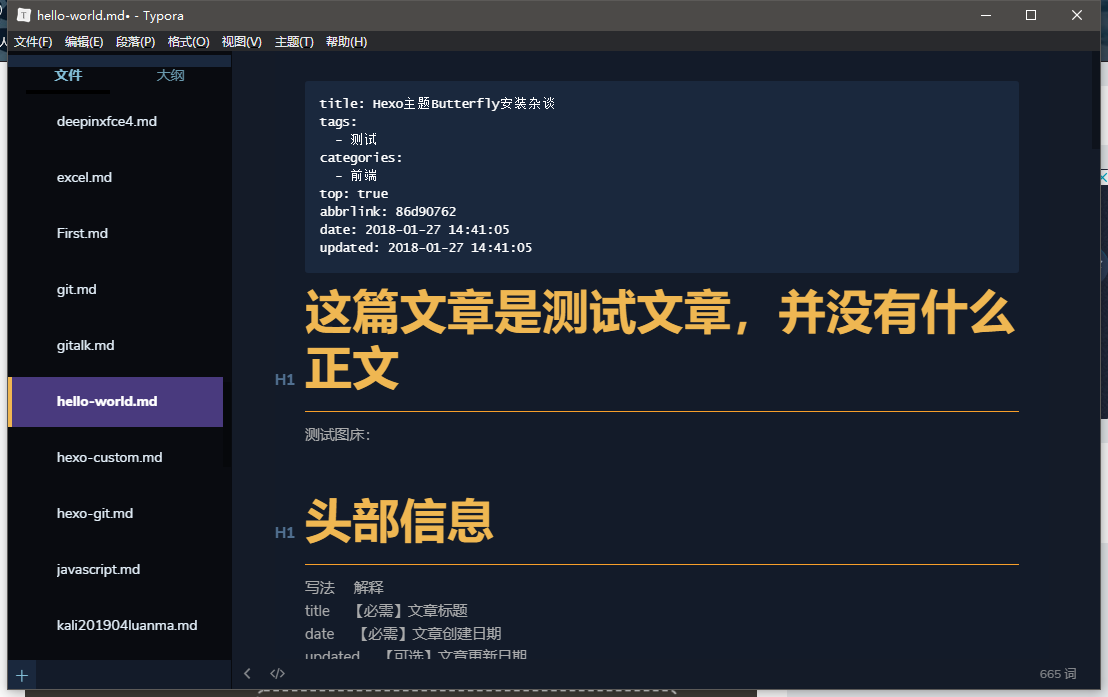 hello-world.md• - Typora
文件(F) 编辑(E) 段落(P) 格式(O) 视图(V) 主题(T) 帮助(H)
文件 大纲
deepinxfce4.md
excel.md
First.md
git.md
gitalk.md
hello-world.md
hexo-custom.md
hexo-git.md
javascript.md
kali201904luanma.md
title: Hexo主题Butterfly安装杂谈
tags:
- 测试
categories:
- 前端
top: true
abbrlink: 86d90762
date: 2018-01-27 14:41:05
updated: 2018-01-27 14:41:05
H1 这篇文章是测试文章，并没有什么
正文
测试图床：
H1 头部信息
写法 解释
title 【必需】文章标题
date 【必需】文章创建日期
updated 【可选】文章更新日期
665 词